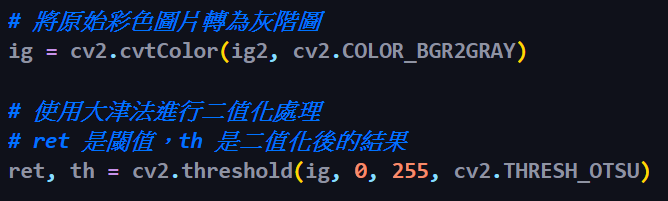 # 將原始彩色圖片轉為灰階圖
ig = cv2.cvtColor(ig2, cv2.COLOR_BGR2GRAY)
# 使用大津法進行二值化處理
# ret 是閾值，th 是二值化後的結果
ret, th = cv2.threshold(ig, 0, 255, cv2.THRESH_OTSU)